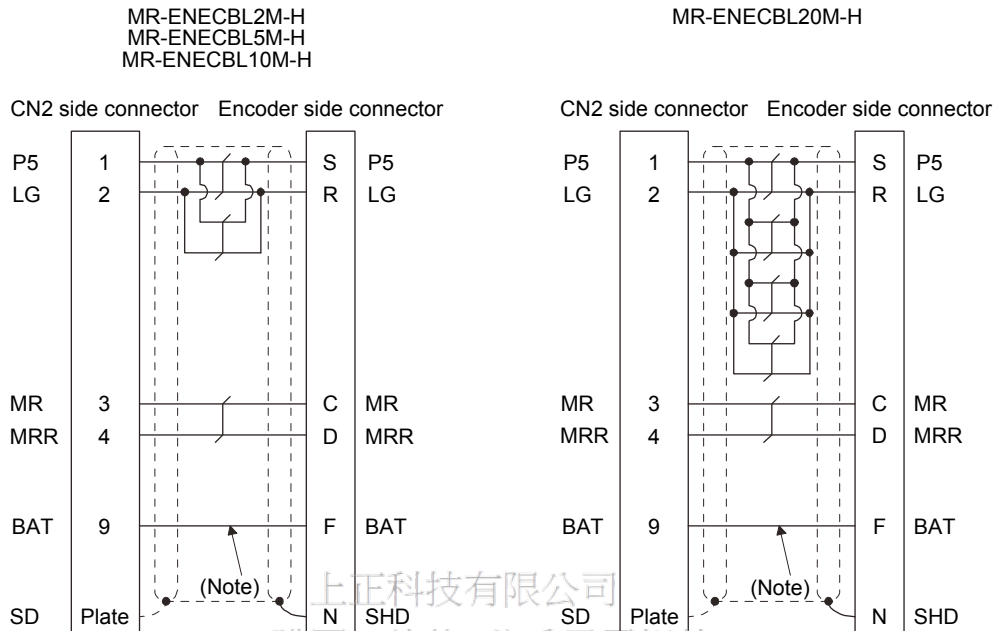 MR-ENECBL2M-H
MR-ENECBL5M-H
MR-ENECBL10M-H
CN2 side connector Encoder side connector
P5 1 S P5
LG 2 R LG
MR 3 C MR
MRR 4 D MRR
BAT 9 F BAT
(Note)
SD Plate N SHD
MR-ENECBL20M-H
CN2 side connector Encoder side connector
P5 1 S P5
LG 2 R LG
MR 3 C MR
MRR 4 D MRR
BAT 9 F BAT
(Note)
SD Plate N SHD
上正科技有限公司